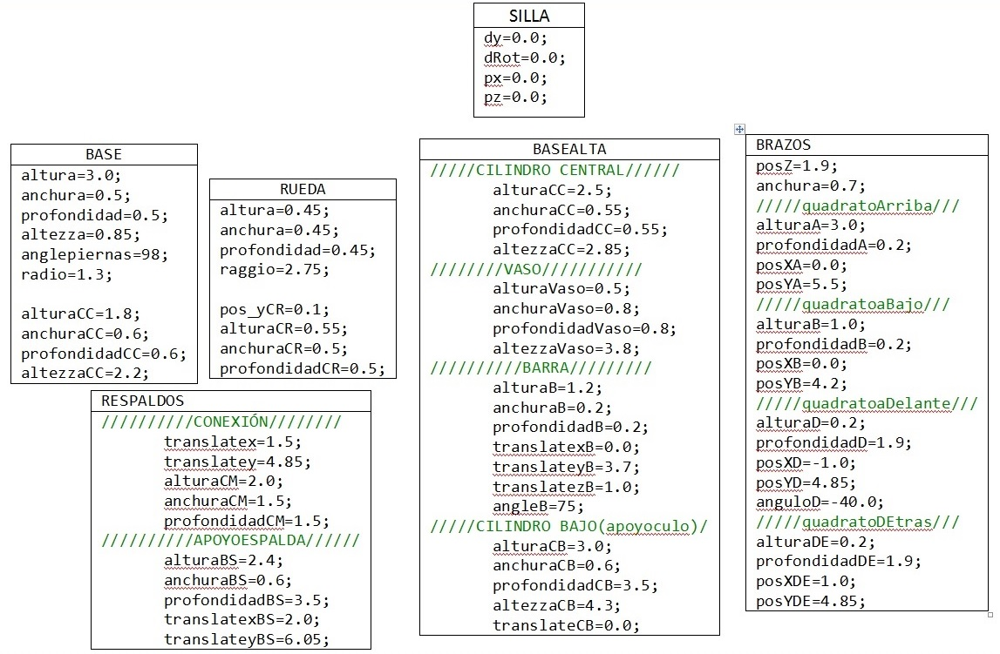 SILLA
dy=0.0;
dRot=0.0;
px=0.0;
pz=0.0;
BASE
altura=3.0;
anchura=0.5;
profondidad=0.5;
altezza=0.85;
anglepiernas=98;
radio=1.3;
alturaCC=1.8;
anchuraCC=0.6;
profondidadCC=0.6;
altezzaCC=2.2;
RUEDA
altura=0.45;
anchura=0.45;
profondidad=0.45;
raggio=2.75;
pos_yCR=0.1;
alturaCR=0.55;
anchuraCR=0.5;
profondidadCR=0.5;
RESPALDOS
//////////CONEXIÓN////////
translatex=1.5;
translatey=4.85;
alturaCM=2.0;
anchuraCM=1.5;
profondidadCM=1.5;
//////////APOYOESPALDA//////
alturaBS=2.4;
anchuraBS=0.6;
profondidadBS=3.5;
translatexBS=2.0;
translateyBS=6.05;
BASEALTA
/////CILINDRO CENTRAL//////
alturaCC=2.5;
anchuraCC=0.55;
profondidadCC=0.55;
altezzaCC=2.85;
////////VASO///////////
alturaVaso=0.5;
anchuraVaso=0.8;
profondidadVaso=0.8;
altezzaVaso=3.8;
//////////BARRA/////////
alturaB=1.2;
anchuraB=0.2;
profondidadB=0.2;
translatexB=0.0;
translateyB=3.7;
translatezB=1.0;
angleB=75;
/////CILINDRO BAJO(apoyoculo)/
alturaCB=3.0;
anchuraCB=0.6;
profondidadCB=3.5;
altezzaCB=4.3;
translateCB=0.0;
BRAZOS
posZ=1.9;
anchura=0.7;
/////quadratoArriba///
alturaA=3.0;
profondidadA=0.2;
posXA=0.0;
posYA=5.5;
/////quadratoaBajo///
alturaB=1.0;
profondidadB=0.2;
posXB=0.0;
posYB=4.2;
/////quadratoaDelante///
alturaD=0.2;
profondidadD=1.9;
posXD=-1.0;
posYD=4.85;
anguloD=-40.0;
/////quadratoDEtras///
alturaDE=0.2;
profondidadDE=1.9;
posXDE=1.0;
posYDE=4.85;